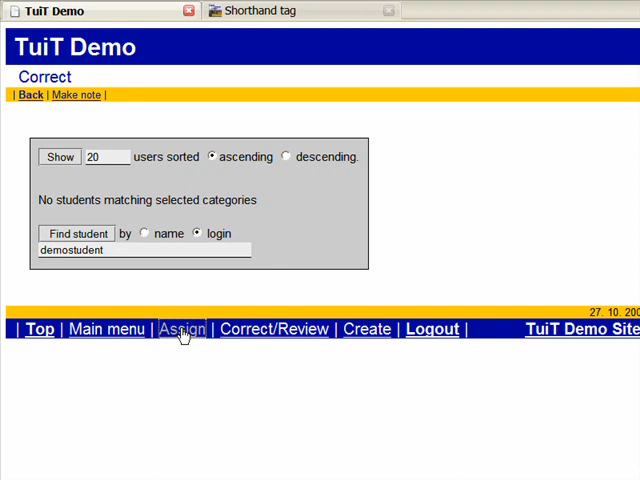 TuiT Demo
Shorthand tag
TuiT Demo
Correct
| Back | Make note |
Show 20 users sorted ascending descending.
No students matching selected categories
Find student by name login
demostudent
27. 10. 200
| Top | Main menu | Assign | Correct/Review | Create | Logout | TuiT Demo Site